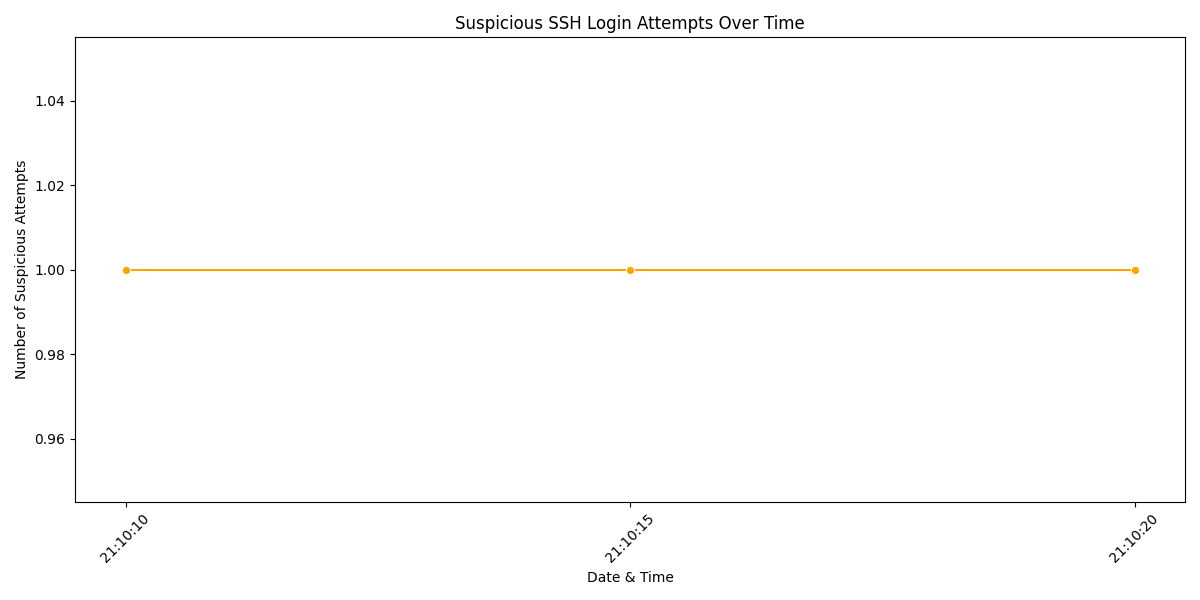 Suspicious SSH Login Attempts Over Time
Number of Suspicious Attempts
1.04
1.02
1.00
0.98
0.96
21:10:10
21:10:15
21:10:20
Date & Time